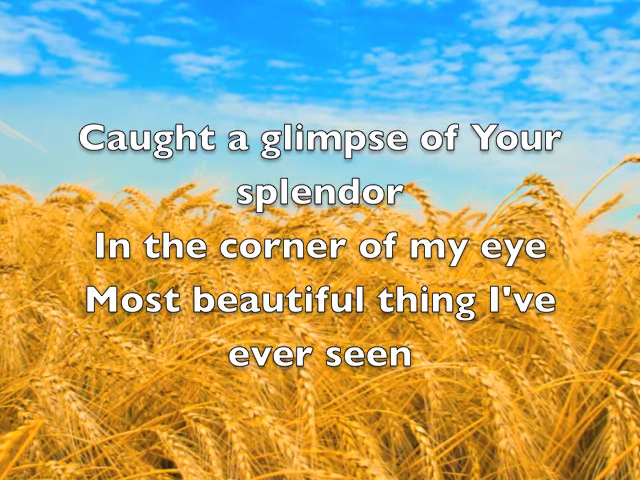 Caught a glimpse of Your
splendor
In the corner of my eye
Most beautiful thing I've
ever seen